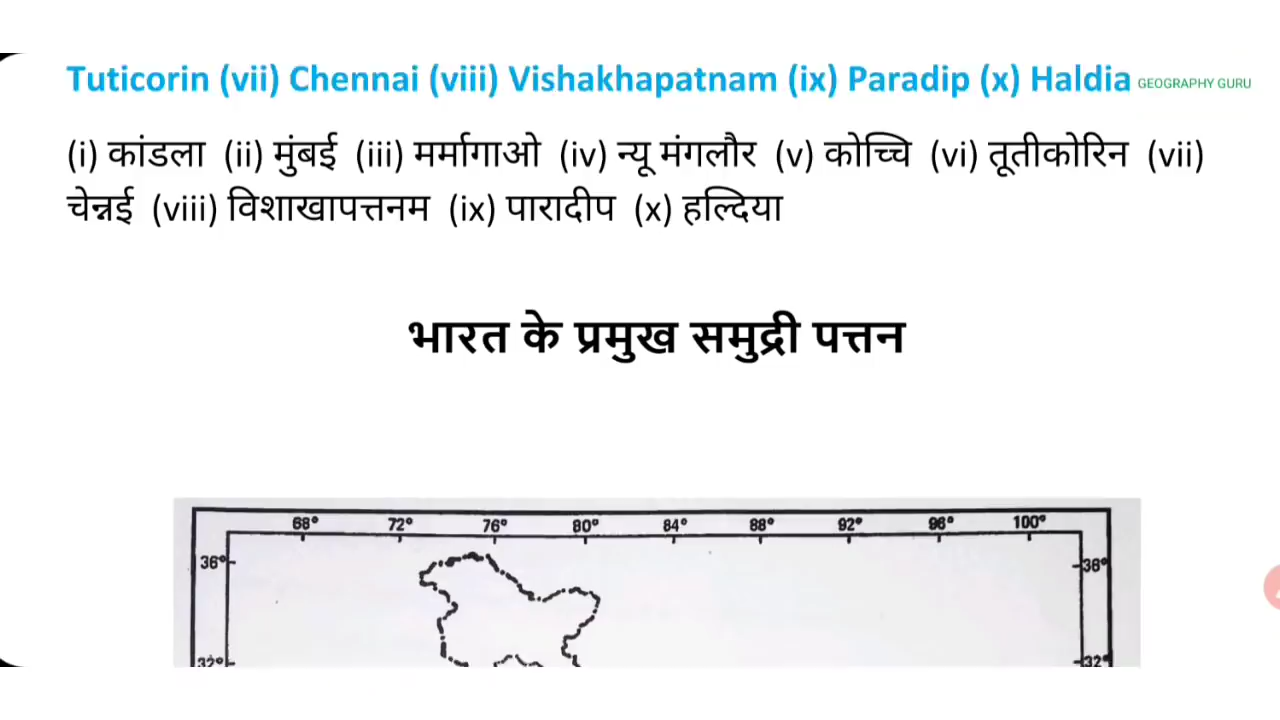 Tuticorin (vii) Chennai (viii) Vishakhapatnam (ix) Paradip (x) Haldia GEOGRAPHY GURU
(i) कांडला (ii) मुंबई (iii) मर्मागाओ (iv) न्यू मंगलौर (v) कोच्चि (vi) तूतीकोरिन (vii)
चेन्नई (viii) विशाखापत्तनम (ix) पारादीप (x) हल्दिया
भारत के प्रमुख समुद्री पत्तन
68° 72° 76° 80° 84° 88° 92° 96° 100°
36° 36°
32° 32°